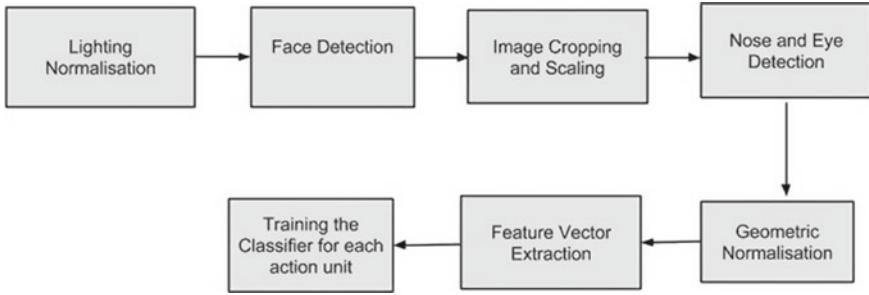 Lighting
Normalisation
Face Detection
Image Cropping
and Scaling
Nose and Eye
Detection
Geometric
Normalisation
Feature Vector
Extraction
Training the
Classifier for each
action unit